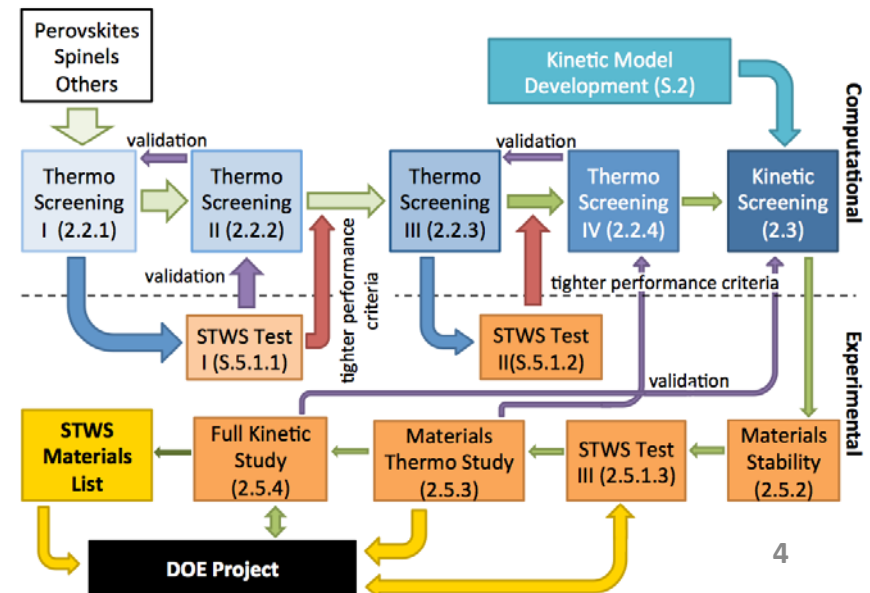 Perovskites
Spinels
Others
Kinetic Model
Development (S.2)
Computational
validation
validation
Thermo
Screening
I (2.2.1)
Thermo
Screening
II (2.2.2)
Thermo
Screening
III (2.2.3)
Thermo
Screening
IV (2.2.4)
Kinetic
Screening
(2.3)
validation
tighter performance
criteria
tighter performance criteria
STWS Test
I (S.5.1.1)
STWS Test
II(S.5.1.2)
Experimental
validation
STWS
Materials
List
Full Kinetic
Study
(2.5.4)
Materials
Thermo Study
(2.5.3)
STWS Test
III (2.5.1.3)
Materials
Stability
(2.5.2)
DOE Project
4